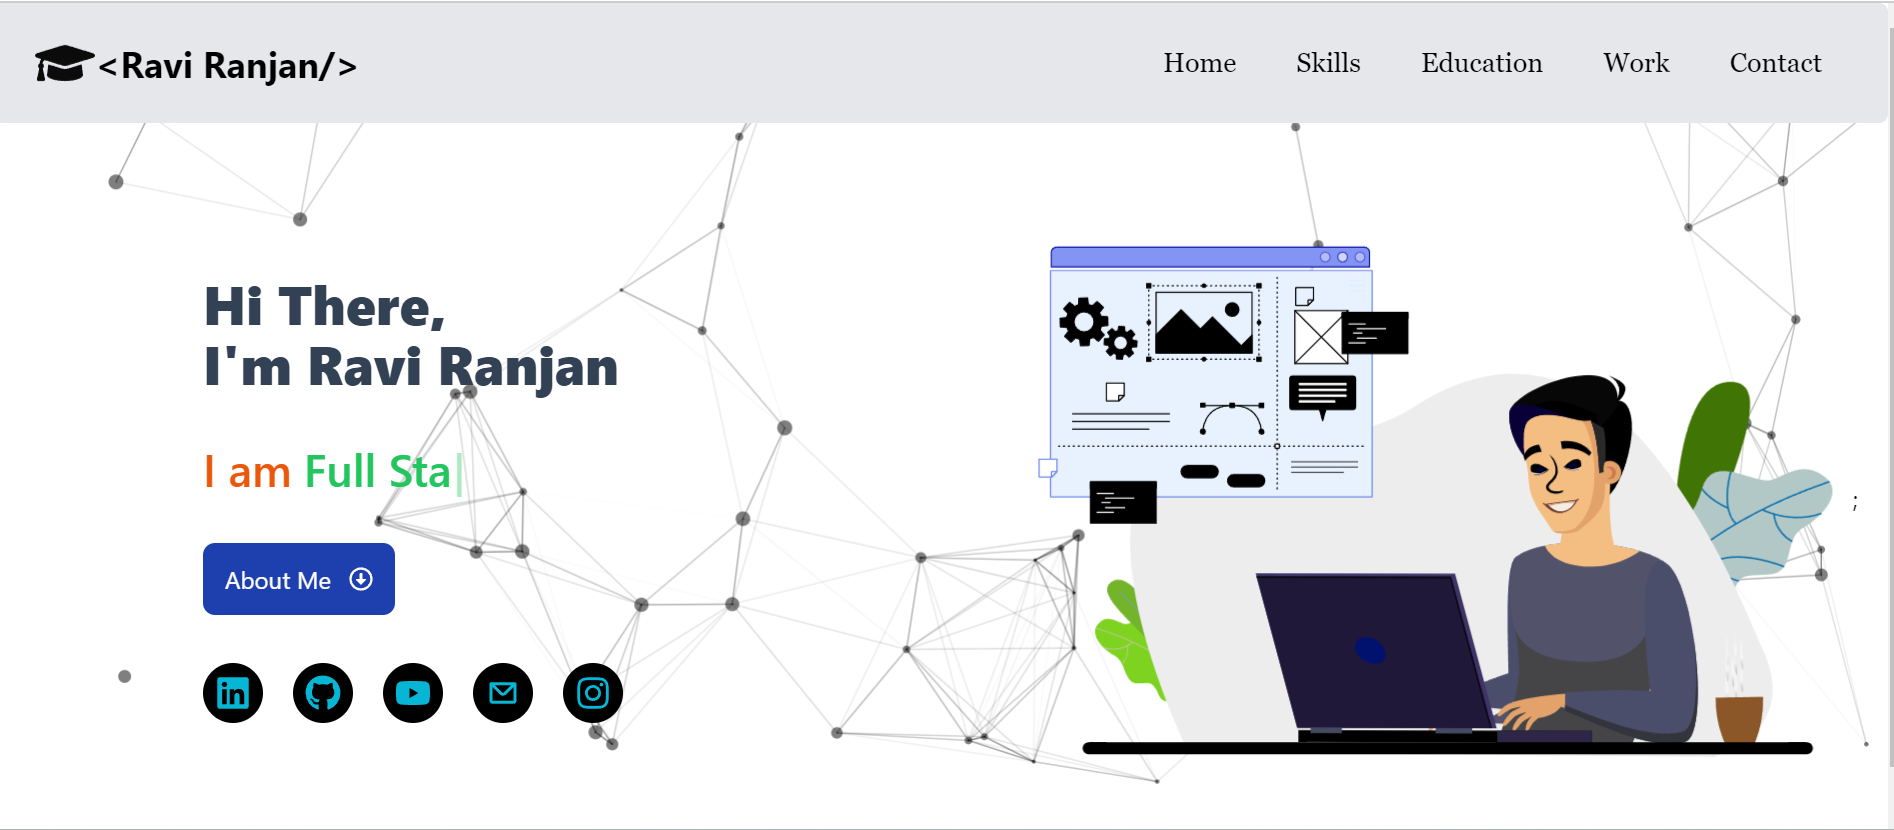 <Ravi Ranjan/>
Home Skills Education Work Contact
Hi There,
I'm Ravi Ranjan
I am Full Sta
;
About Me